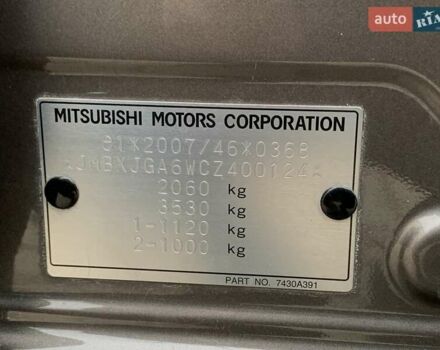 auto
RIA
MITSUBISHI MOTORS CORPORATION
e1*2007/46*0368
*JMBXJGA6WCZ400124*
2060 kg
3530 kg
1-1120 kg
2-1000 kg
PART NO. 7430A391